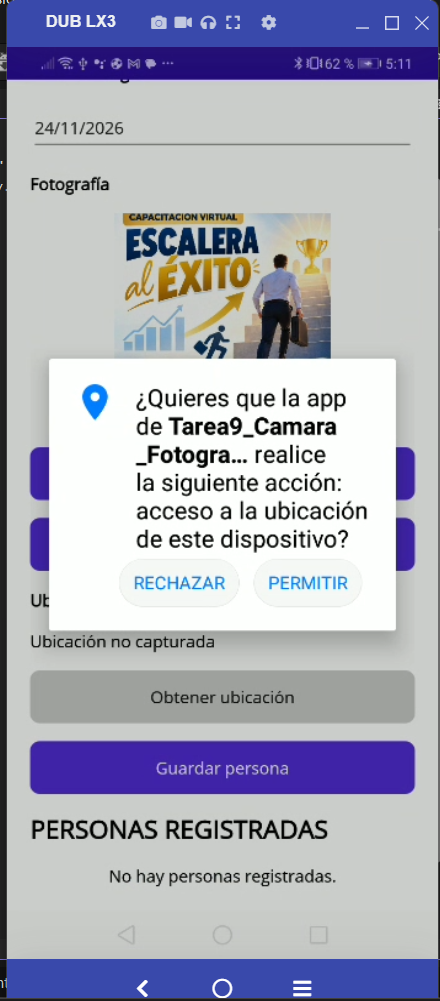 DUB LX3
62 % 5:11
24/11/2026
Fotografía
CAPACITACION VIRTUAL
ESCALERA
al ÉXITO
¿Quieres que la app
de Tarea9_Camara
_Fotogra... realice
la siguiente acción:
acceso a la ubicación
de este dispositivo?
RECHAZAR PERMITIR
Ub
Ubicación no capturada
Obtener ubicación
Guardar persona
PERSONAS REGISTRADAS
No hay personas registradas.